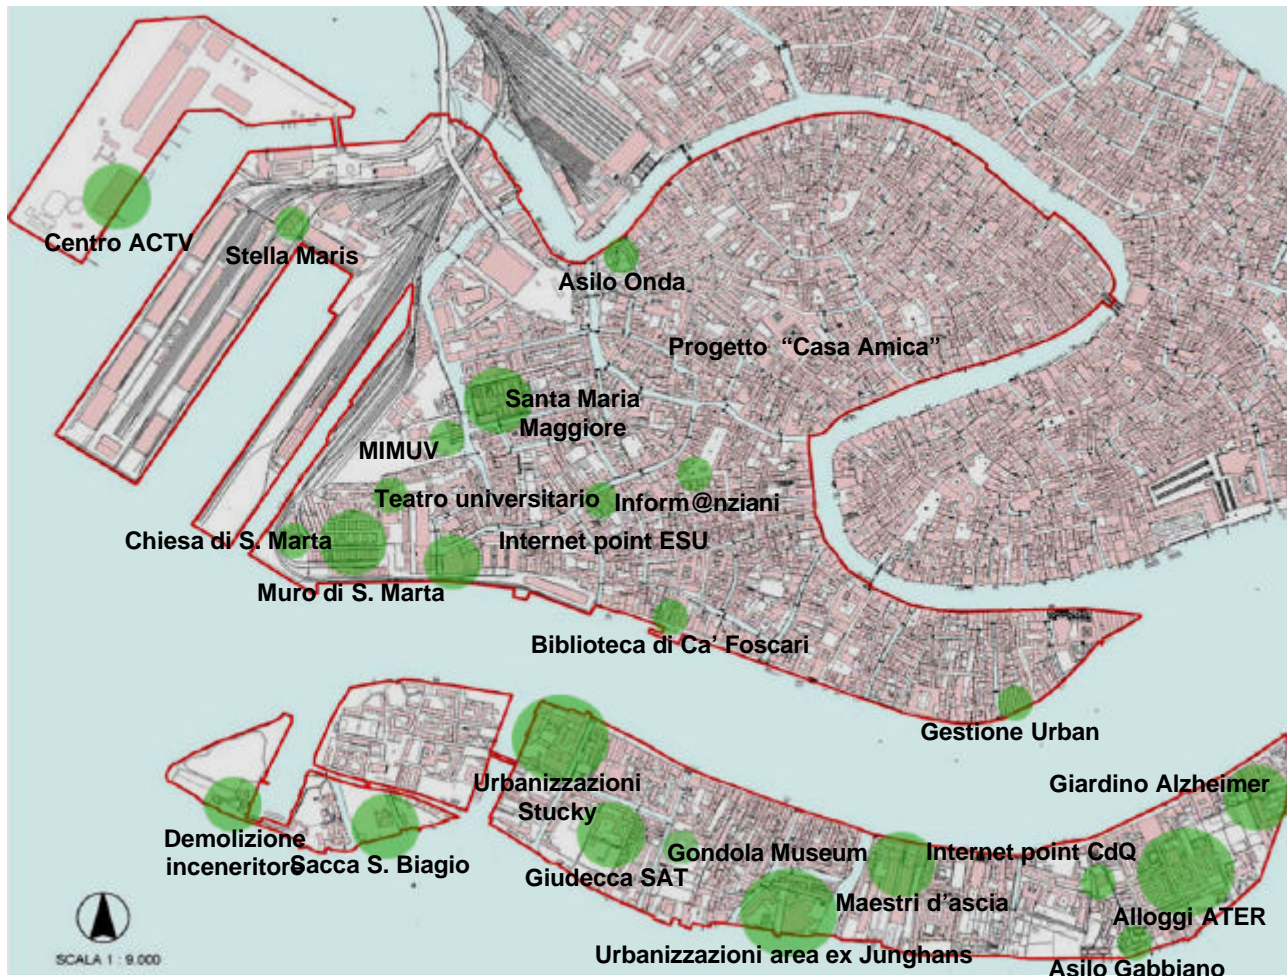 Centro ACTV
Stella Maris
Asilo Onda
Progetto “Casa Amica”
Santa Maria
Maggiore
MIMUV
Teatro universitario
Inform@nziani
Chiesa di S. Marta
Internet point ESU
Muro di S. Marta
Biblioteca di Ca’ Foscari
Gestione Urban
Urbanizzazioni
Stucky
Giardino Alzheimer
Demolizione
inceneritore
Sacca S. Biagio
Gondola Museum
Internet point CdQ
Giudecca SAT
Maestri d’ascia
Alloggi ATER
Urbanizzazioni area ex Junghans
Asilo Gabbiano
SCALA 1 : 9.000